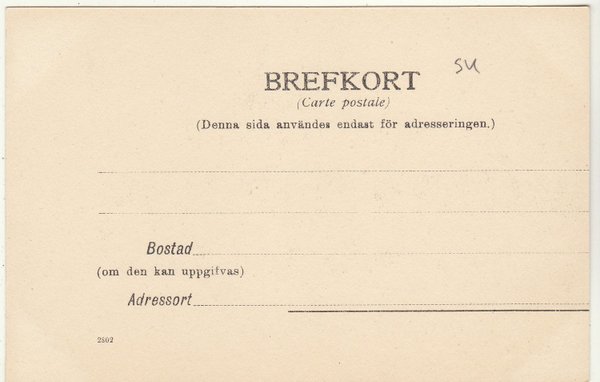 SU
BREFKORT
(Carte postale)
(Denna sida användes endast för adresseringen.)
Bostad
(om den kan uppgifvas)
Adressort
2802